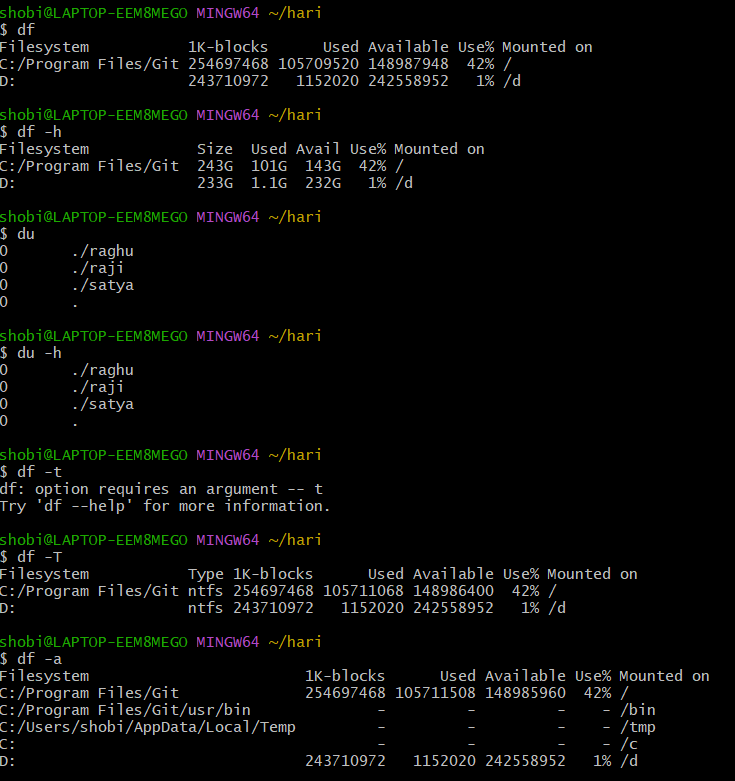 shobi@LAPTOP-EEM8MEGO MINGW64 ~/hari
$ df
Filesystem           1K-blocks      Used Available Use% Mounted on
C:/Program Files/Git 254697468 105709520 148987948  42% /
D:                   243710972   1152020 242558952   1% /d

shobi@LAPTOP-EEM8MEGO MINGW64 ~/hari
$ df -h
Filesystem            Size  Used Avail Use% Mounted on
C:/Program Files/Git  243G  101G  143G  42% /
D:                    233G  1.1G  232G   1% /d

shobi@LAPTOP-EEM8MEGO MINGW64 ~/hari
$ du
0       ./raghu
0       ./raji
0       ./satya
0       .

shobi@LAPTOP-EEM8MEGO MINGW64 ~/hari
$ du -h
0       ./raghu
0       ./raji
0       ./satya
0       .

shobi@LAPTOP-EEM8MEGO MINGW64 ~/hari
$ df -t
df: option requires an argument -- t
Try 'df --help' for more information.

shobi@LAPTOP-EEM8MEGO MINGW64 ~/hari
$ df -T
Filesystem           Type 1K-blocks      Used Available Use% Mounted on
C:/Program Files/Git ntfs 254697468 105711068 148986400  42% /
D:                   ntfs 243710972   1152020 242558952   1% /d

shobi@LAPTOP-EEM8MEGO MINGW64 ~/hari
$ df -a
Filesystem                        1K-blocks      Used Available Use% Mounted on
C:/Program Files/Git              254697468 105711508 148985960  42% /
C:/Program Files/Git/usr/bin              -         -         -    - /bin
C:/Users/shobi/AppData/Local/Temp         -         -         -    - /tmp
C:                                        -         -         -    - /c
D:                                243710972   1152020 242558952   1% /d